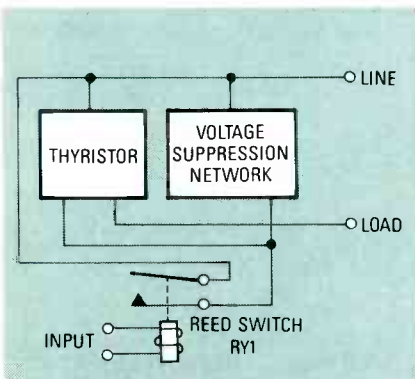 LINE
THYRISTOR
VOLTAGE
SUPPRESSION
NETWORK
LOAD
INPUT
REED SWITCH
RY1